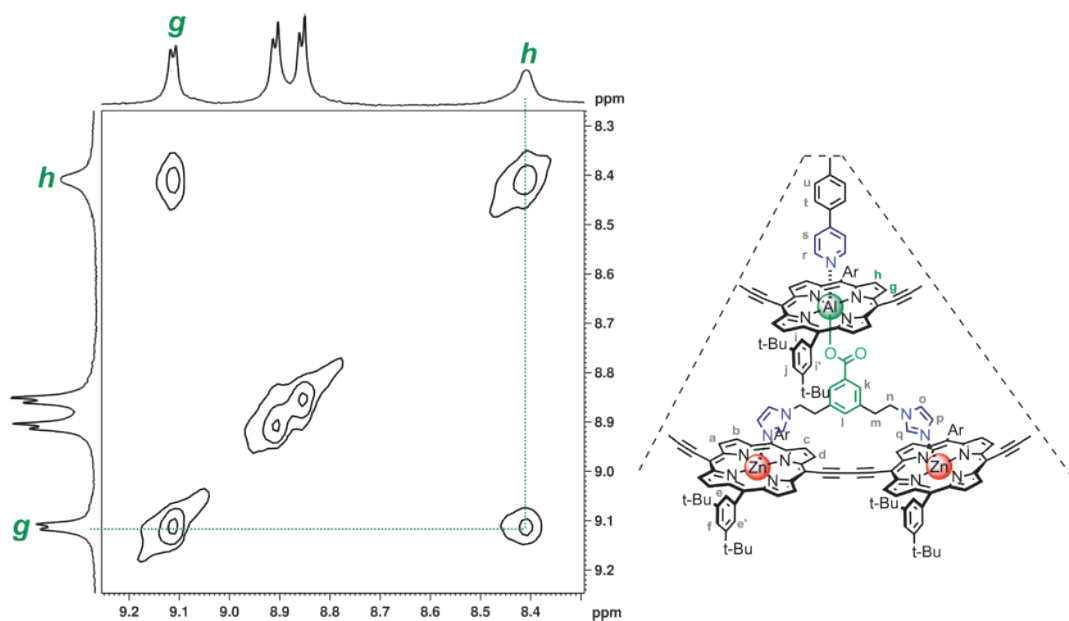 g
h
ppm
h
g
8.3
8.4
8.5
8.6
8.7
8.8
8.9
9.0
9.1
9.2
9.2 9.1 9.0 8.9 8.8 8.7 8.6 8.5 8.4 ppm
u
t
s
r
N
Ar
h
g
N N
Al
N N
t-Bu
i
O
O
j
i'
t-Bu
k
n
N
o
N
l
m
p
N
q
N
Ar
Ar
b
a
c
d
N N
Zn
N N
N N
Zn
N N
t-Bu
e
f
e'
t-Bu
t-Bu
t-Bu